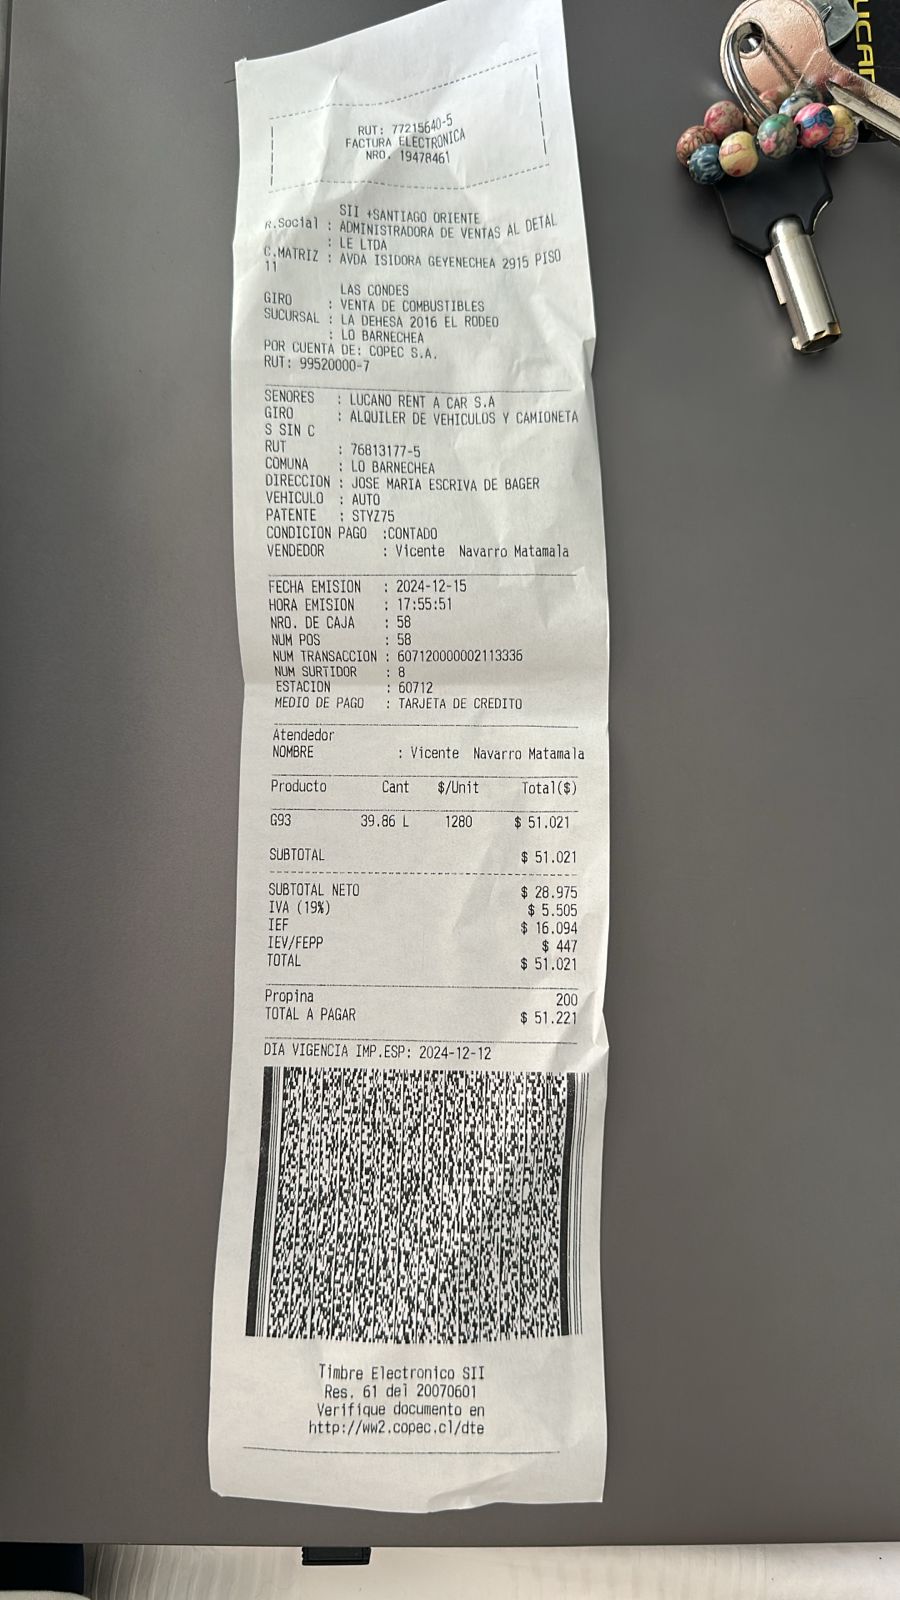 RUT: 77215640-5
FACTURA ELECTRONICA
NRO. 19478461
SII +SANTIAGO ORIENTE
R.Social : ADMINISTRADORA DE VENTAS AL DETAL
: LE LTDA
C.MATRIZ : AVDA ISIDORA GEYENECHEA 2915 PISO
11
LAS CONDES
GIRO : VENTA DE COMBUSTIBLES
SUCURSAL : LA DEHESA 2016 EL RODEO
: LO BARNECHEA
POR CUENTA DE: COPEC S.A.
RUT: 99520000-7
SENORES : LUCANO RENT A CAR S.A
GIRO : ALQUILER DE VEHICULOS Y CAMIONETA
S SIN C
RUT : 76813177-5
COMUNA : LO BARNECHEA
DIRECCION : JOSE MARIA ESCRIVA DE BAGER
VEHICULO : AUTO
PATENTE : STYZ75
CONDICION PAGO :CONTADO
VENDEDOR : Vicente Navarro Matamala
FECHA EMISION : 2024-12-15
HORA EMISION : 17:55:51
NRO. DE CAJA : 58
NUM POS : 58
NUM TRANSACCION : 607120000002113336
NUM SURTIDOR : 8
ESTACION : 60712
MEDIO DE PAGO : TARJETA DE CREDITO
Atendedor
NOMBRE : Vicente Navarro Matamala
Producto Cant $/Unit Total($)
G93 39.86 L 1280 $ 51.021
SUBTOTAL $ 51.021
SUBTOTAL NETO $ 28.975
IVA (19%) $ 5.505
IEF $ 16.094
IEV/FEPP $ 447
TOTAL $ 51.021
Propina 200
TOTAL A PAGAR $ 51.221
DIA VIGENCIA IMP.ESP: 2024-12-12
Timbre Electronico SII
Res. 61 del 20070601
Verifique documento en
http://ww2.copec.cl/dte